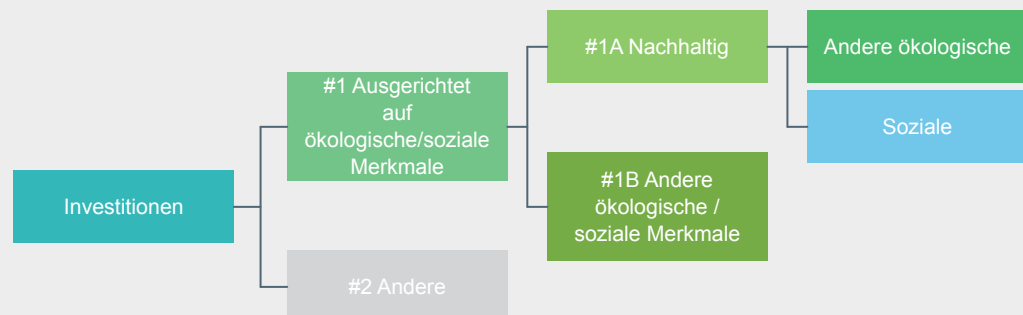 Investitionen
#1 Ausgerichtet
auf
ökologische/soziale
Merkmale
#2 Andere
#1A Nachhaltig
#1B Andere
ökologische /
soziale Merkmale
Andere ökologische
Soziale